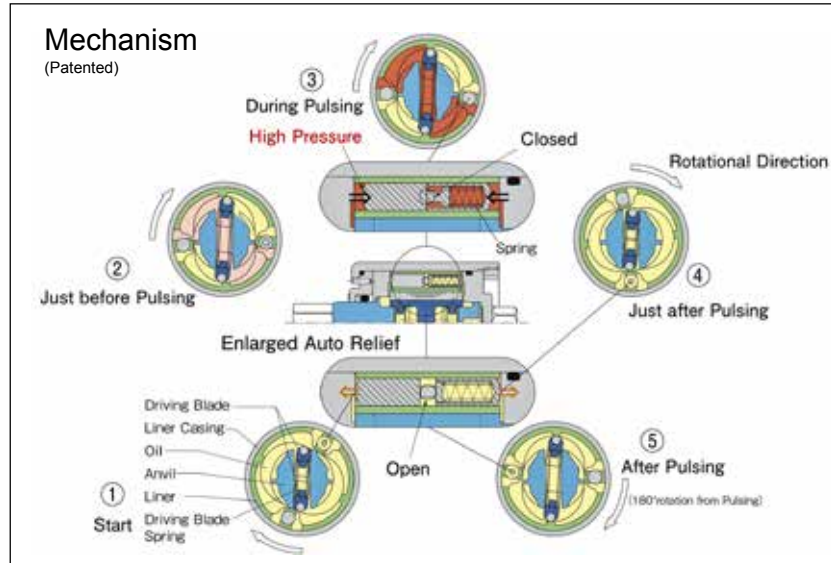 Mechanism
(Patented)
③
During Pulsing
High Pressure
Closed
Rotational Direction
Spring
②
Just before Pulsing
④
Just after Pulsing
Enlarged Auto Relief
Driving Blade
Liner Casing
Oil
Anvil
Liner
Driving Blade
Spring
①
Start
Open
⑤
After Pulsing
(180°rotation from Pulsing)